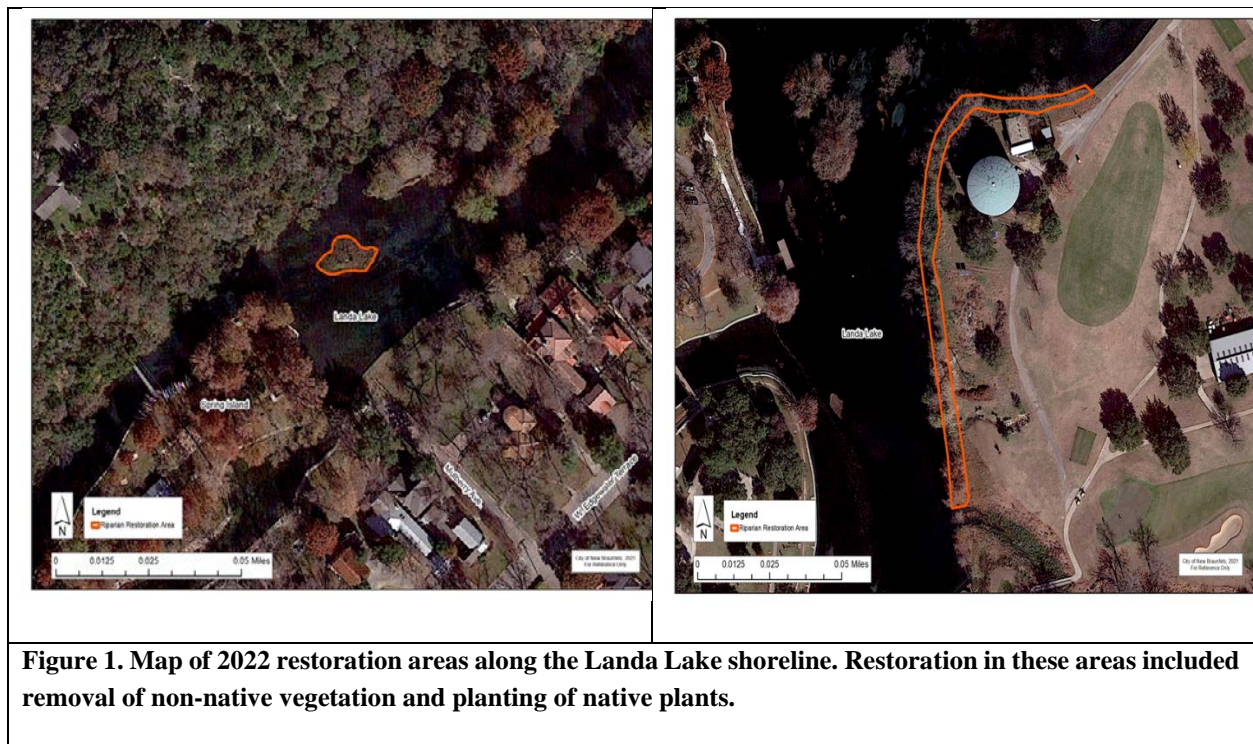 Landa Lake
Spring Island
Mulberry Ave.
W. Edgewater Terrace
Legend
Riparian Restoration Area
N
0 0.0125 0.025 0.05 Miles
City of New Braunfels, 2021
For Reference Only
Landa Lake
Legend
Riparian Restoration Area
N
0 0.0125 0.025 0.05 Miles
City of New Braunfels, 2021
For Reference Only
Figure 1. Map of 2022 restoration areas along the Landa Lake shoreline. Restoration in these areas included
removal of non-native vegetation and planting of native plants.